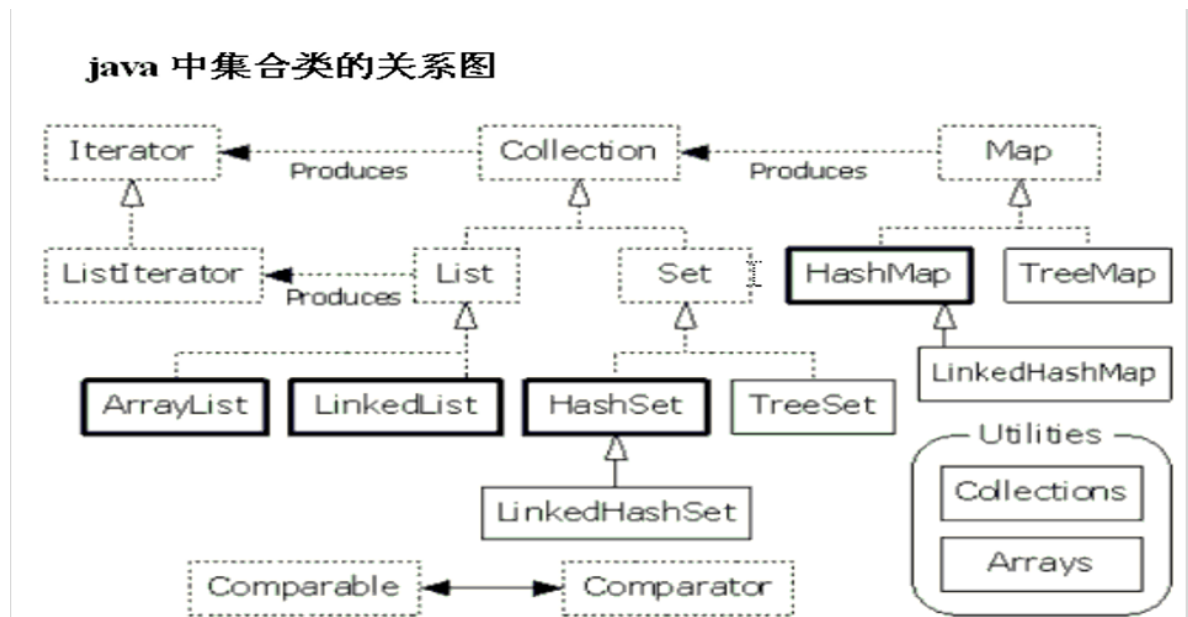 java 中集合类的关系图
Iterator
Produces
Collection
Produces
Map
ListIterator
Produces
List
Set
HashMap
TreeMap
LinkedHashMap
ArrayList
LinkedList
HashSet
TreeSet
Utilities
Collections
Arrays
LinkedHashSet
Comparable
Comparator